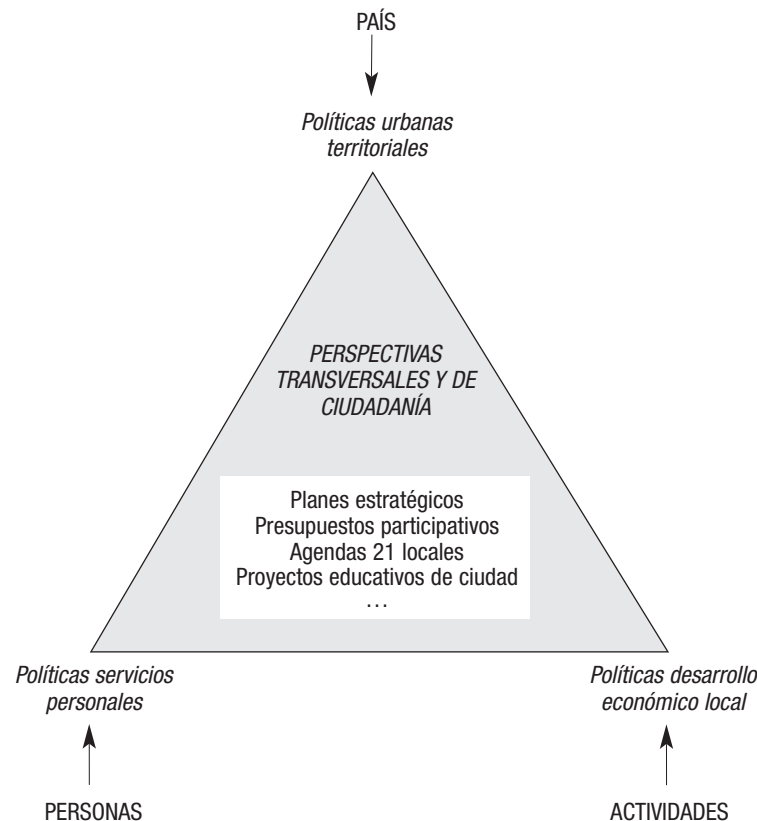 PAÍS
Políticas urbanas
territoriales
PERSPECTIVAS
TRANSVERSALES Y DE
CIUDADANÍA
Planes estratégicos
Presupuestos participativos
Agendas 21 locales
Proyectos educativos de ciudad
…
Políticas servicios
personales
Políticas desarrollo
económico local
PERSONAS
ACTIVIDADES